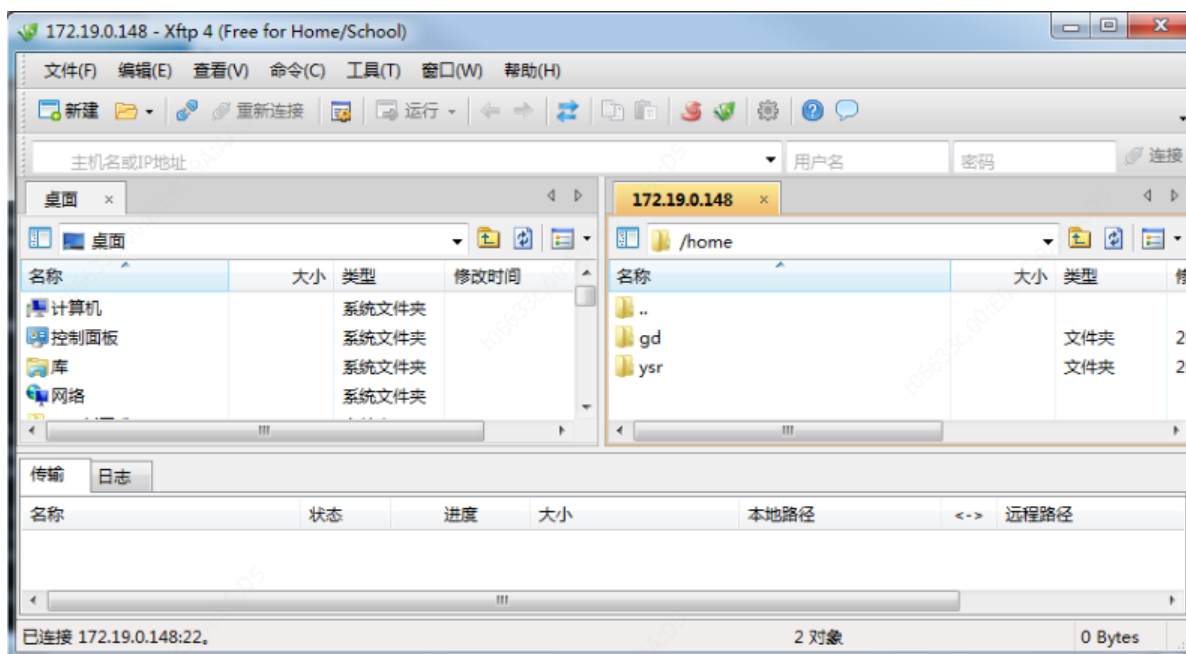 172.19.0.148 - Xftp 4 (Free for Home/School)
文件(F) 编辑(E) 查看(V) 命令(C) 工具(T) 窗口(W) 帮助(H)
新建 重新连接 运行
主机名或IP地址 用户名 密码 连接
桌面 × 172.19.0.148 ×
桌面 /home
名称 大小 类型 修改时间 名称 大小 类型
计算机 系统文件夹 ..
控制面板 系统文件夹 gd 文件夹 2
库 系统文件夹 ysr 文件夹 2
网络 系统文件夹
传输 日志
名称 状态 进度 大小 本地路径 <-> 远程路径
已连接 172.19.0.148:22。 2 对象 0 Bytes